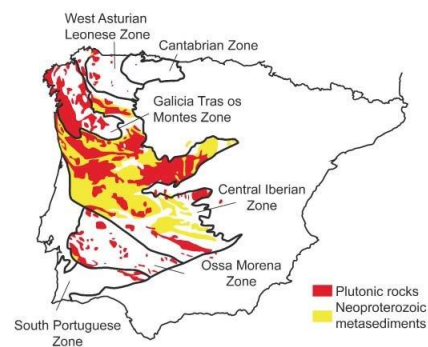 West Asturian
Leonese Zone
Cantabrian Zone
Galicia Tras os
Montes Zone
Central Iberian
Zone
Ossa Morena
Zone
South Portuguese
Zone
Plutonic rocks
Neoproterozoic
metasediments